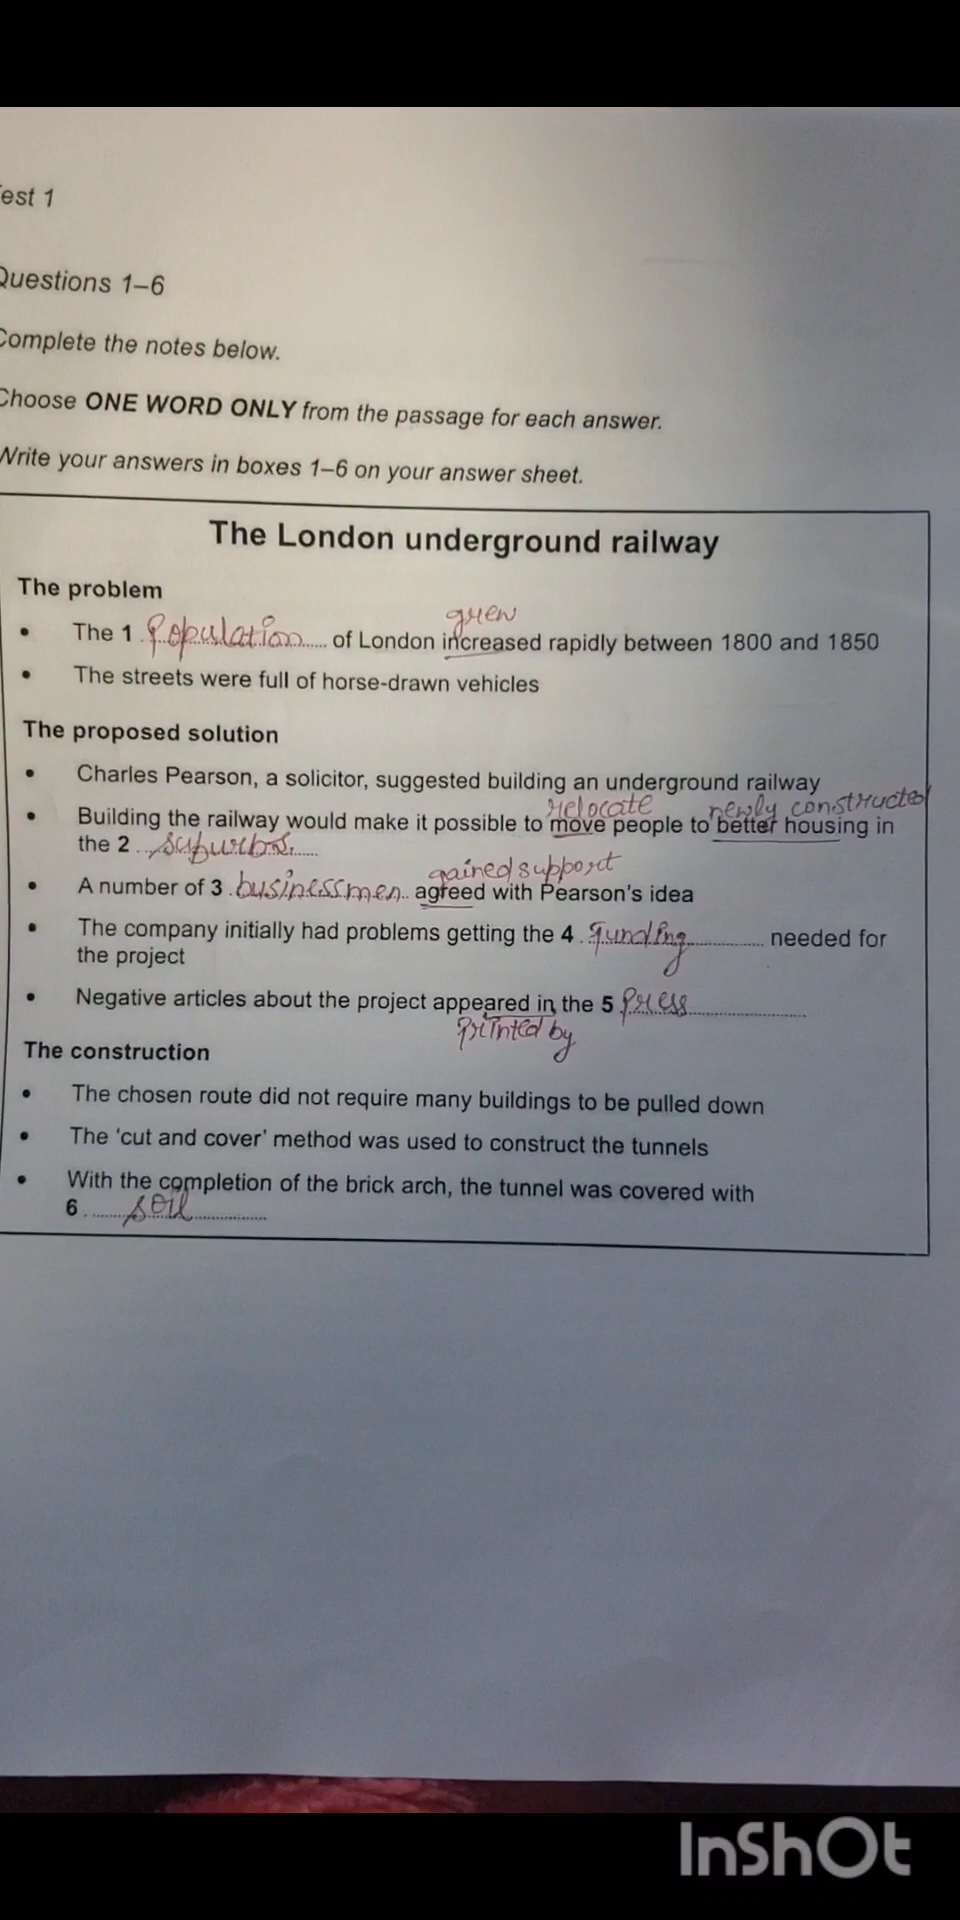 est 1
Questions 1–6
Complete the notes below.
Choose ONE WORD ONLY from the passage for each answer.
Write your answers in boxes 1–6 on your answer sheet.
The London underground railway
The problem
grew
• The 1 Population of London increased rapidly between 1800 and 1850
• The streets were full of horse-drawn vehicles
The proposed solution
• Charles Pearson, a solicitor, suggested building an underground railway
relocate newly constructed
• Building the railway would make it possible to move people to better housing in
the 2 suburbs.
gained support
• A number of 3 businessmen agreed with Pearson's idea
• The company initially had problems getting the 4 funding needed for
the project
• Negative articles about the project appeared in the 5 Press
printed by
The construction
• The chosen route did not require many buildings to be pulled down
• The 'cut and cover' method was used to construct the tunnels
• With the completion of the brick arch, the tunnel was covered with
6 soil
InShOt